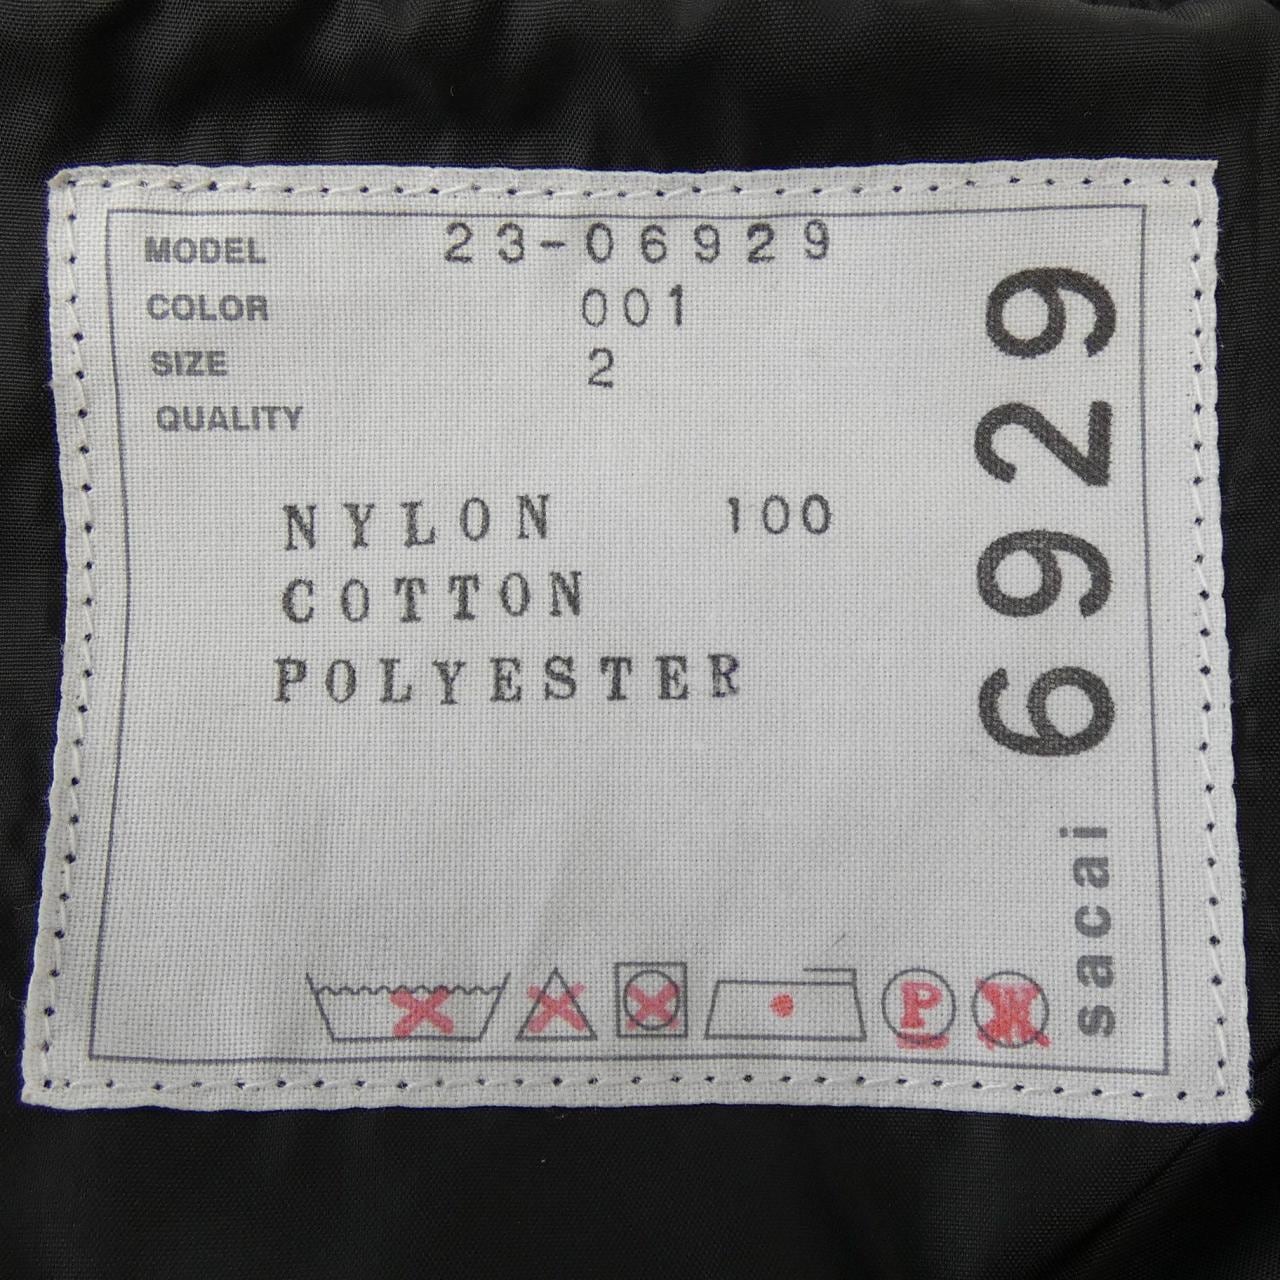 MODEL 23-06929
COLOR 001
SIZE 2
QUALITY
NYLON 100
COTTON
POLYESTER
P
W
sacai 6929